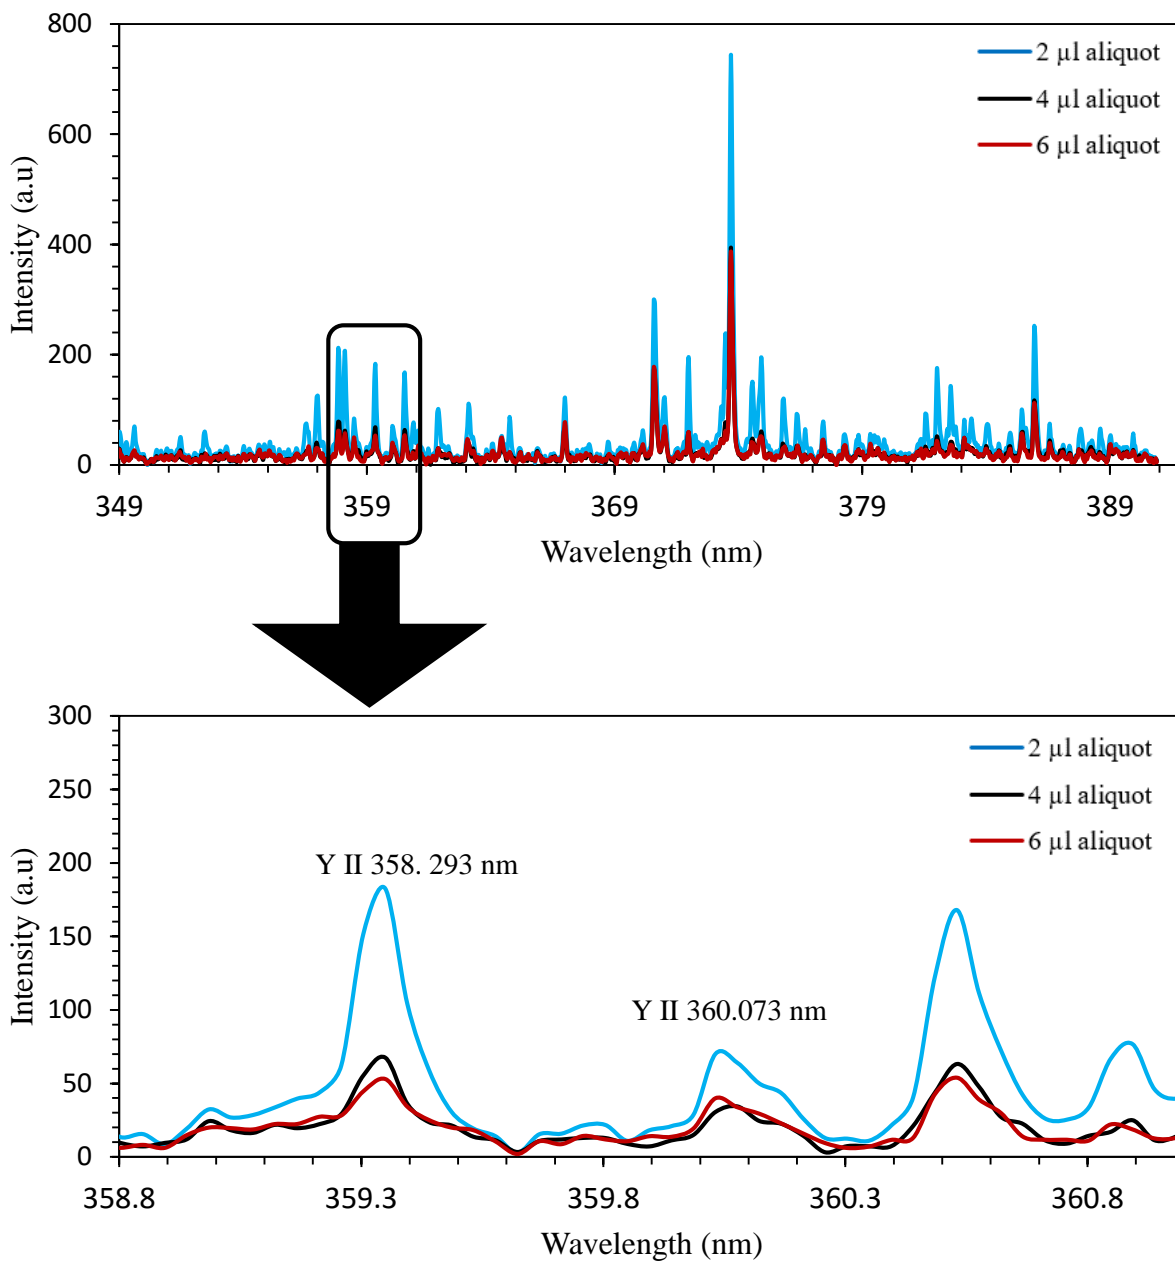 800
600
400
200
0
Intensity (a.u)
2 µl aliquot
4 µl aliquot
6 µl aliquot
349
359
369
379
389
Wavelength (nm)
300
250
200
150
100
50
0
Intensity (a.u)
2 µl aliquot
4 µl aliquot
6 µl aliquot
Y II 358. 293 nm
Y II 360.073 nm
358.8
359.3
359.8
360.3
360.8
Wavelength (nm)